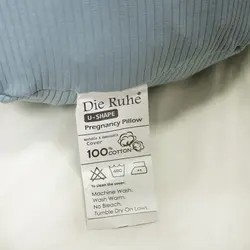 Die Ruhe®
U-SHAPE
Pregnancy Pillow
Cover
100% COTTON
40C
To clean the cover:
Machine Wash.
Warm Wash.
No Bleach.
Tumble Dry On Low.